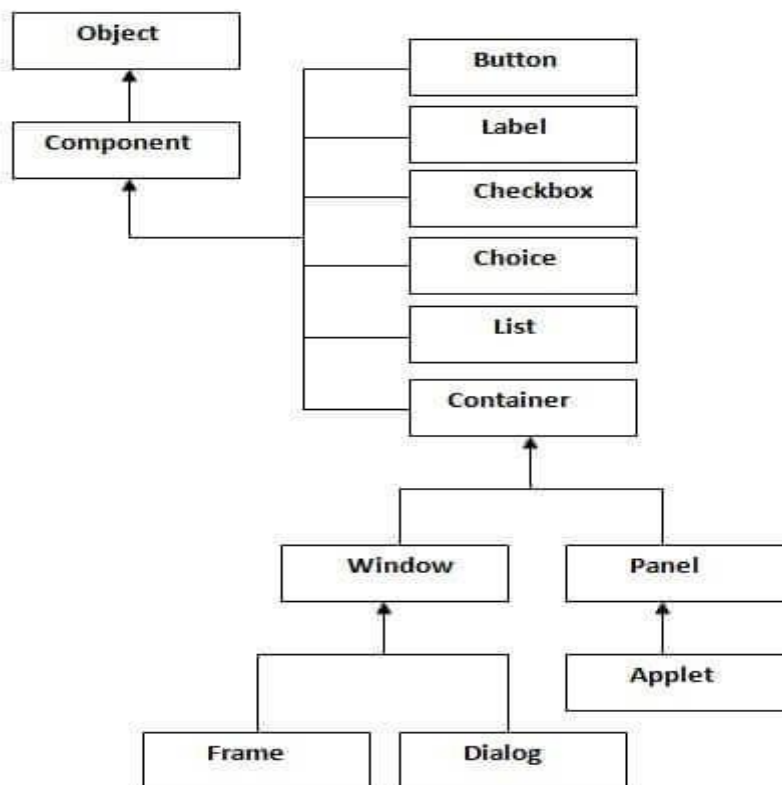 Object
Component
Button
Label
Checkbox
Choice
List
Container
Window
Panel
Applet
Frame
Dialog